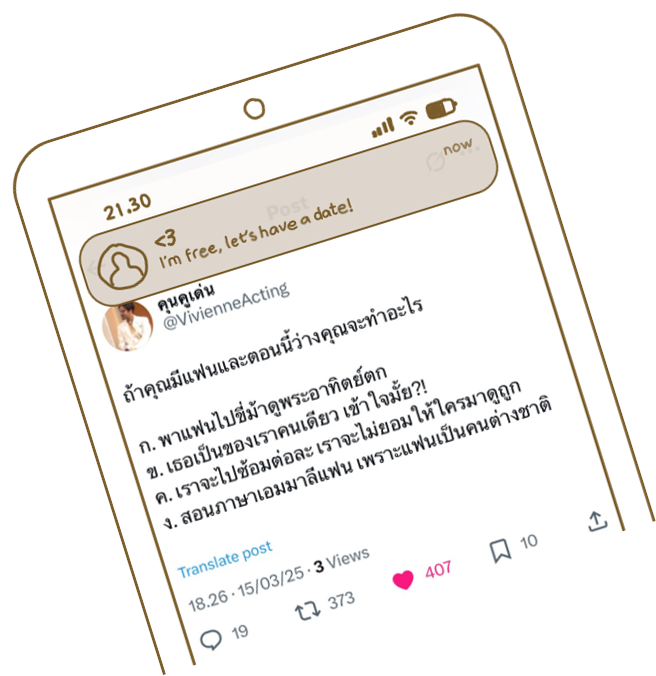 21.30
now
Post
<3
I'm free, let's have a date!
คุนคูเด่น
@VivienneActing
ถ้าคุณมีแฟนและตอนนี้ว่างคุณจะทำอะไร
ก. พาแฟนไปขี่ม้าดูพระอาทิตย์ตก
ข. เธอเป็นของเราคนเดียว เข้าใจมั้ย?!
ค. เราจะไปซ้อมต่อละ เราจะไม่ยอมให้ใครมาดูถูก
ง. สอนภาษาเอมมาลีแฟน เพราะแฟนเป็นคนต่างชาติ
Translate post
18.26 · 15/03/25 · 3 Views
19 373 407 10